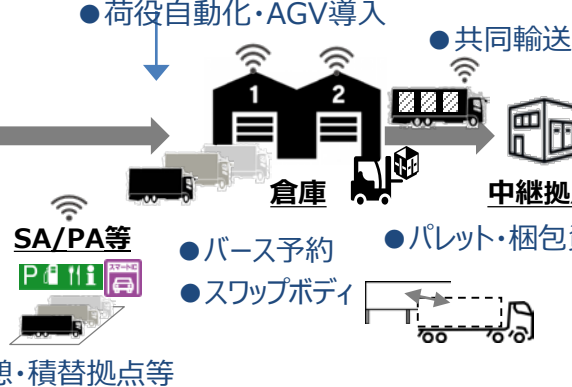 ●荷役自動化・AGV導入
●共同輸送
1 2
倉庫
中継拠
SA/PA等
P
スマートIC
●バース予約
●パレット・梱包
●スワップボディ
憩・積替拠点等